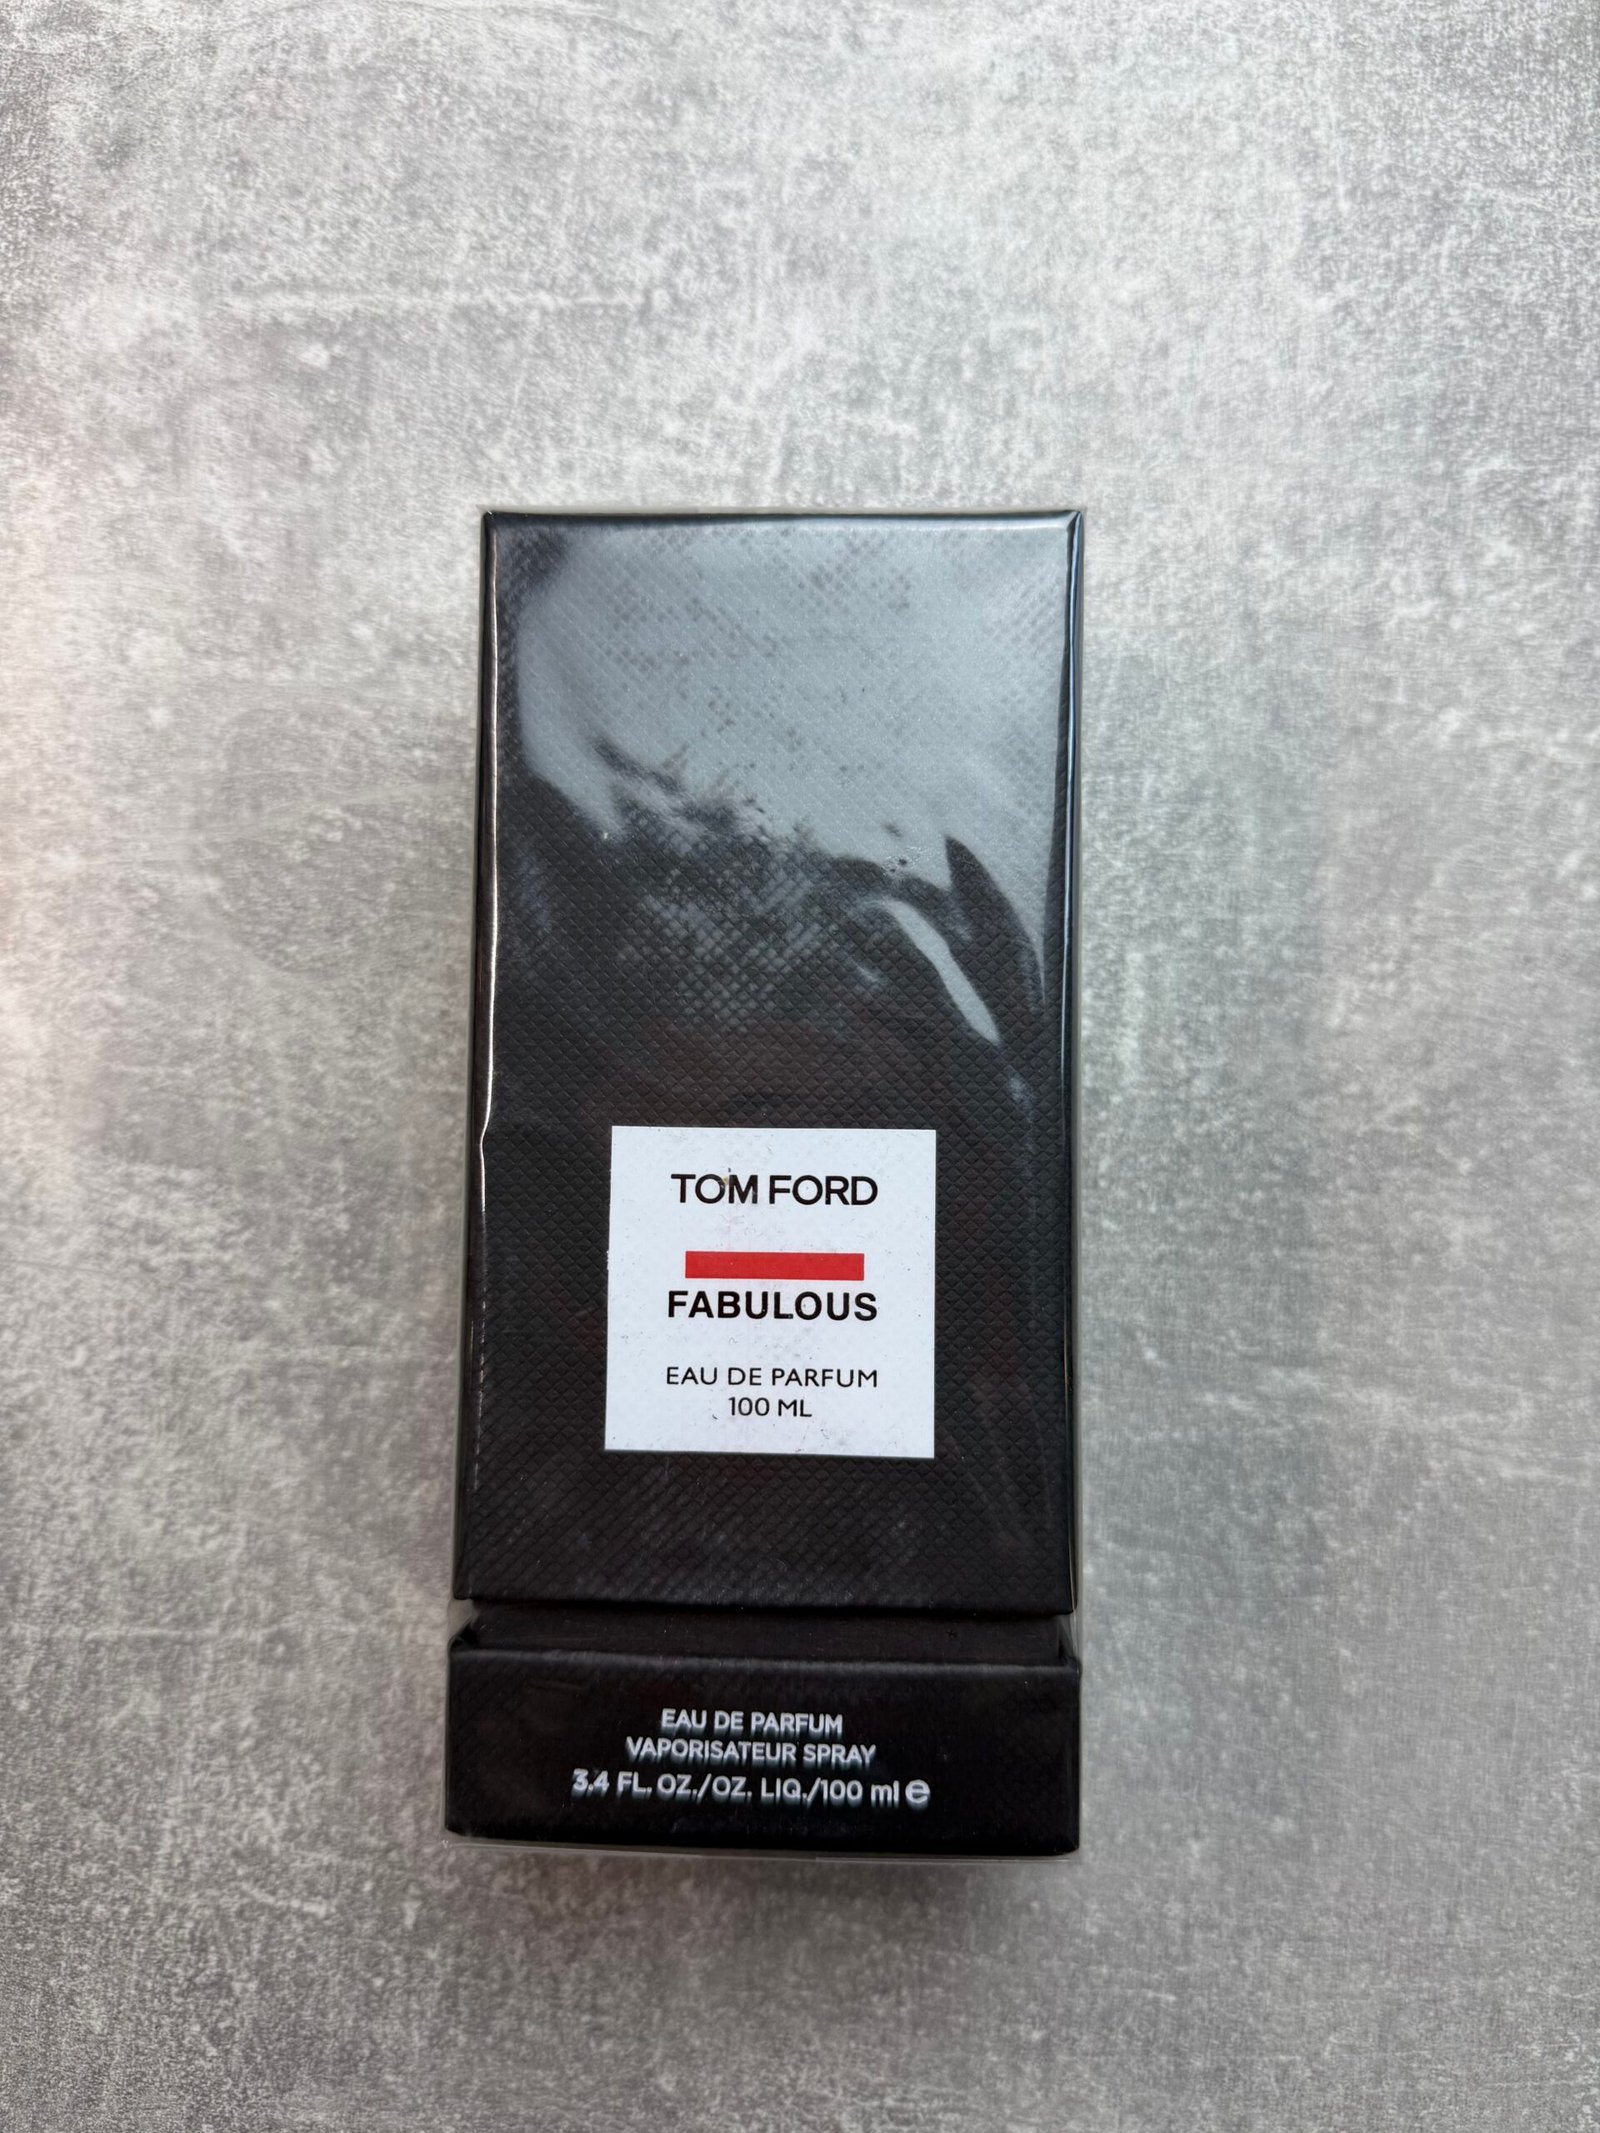 TOM FORD
FABULOUS
EAU DE PARFUM
100 ML
EAU DE PARFUM
VAPORISATEUR SPRAY
3.4 FL. OZ./OZ. LIQ./100 ml ℮